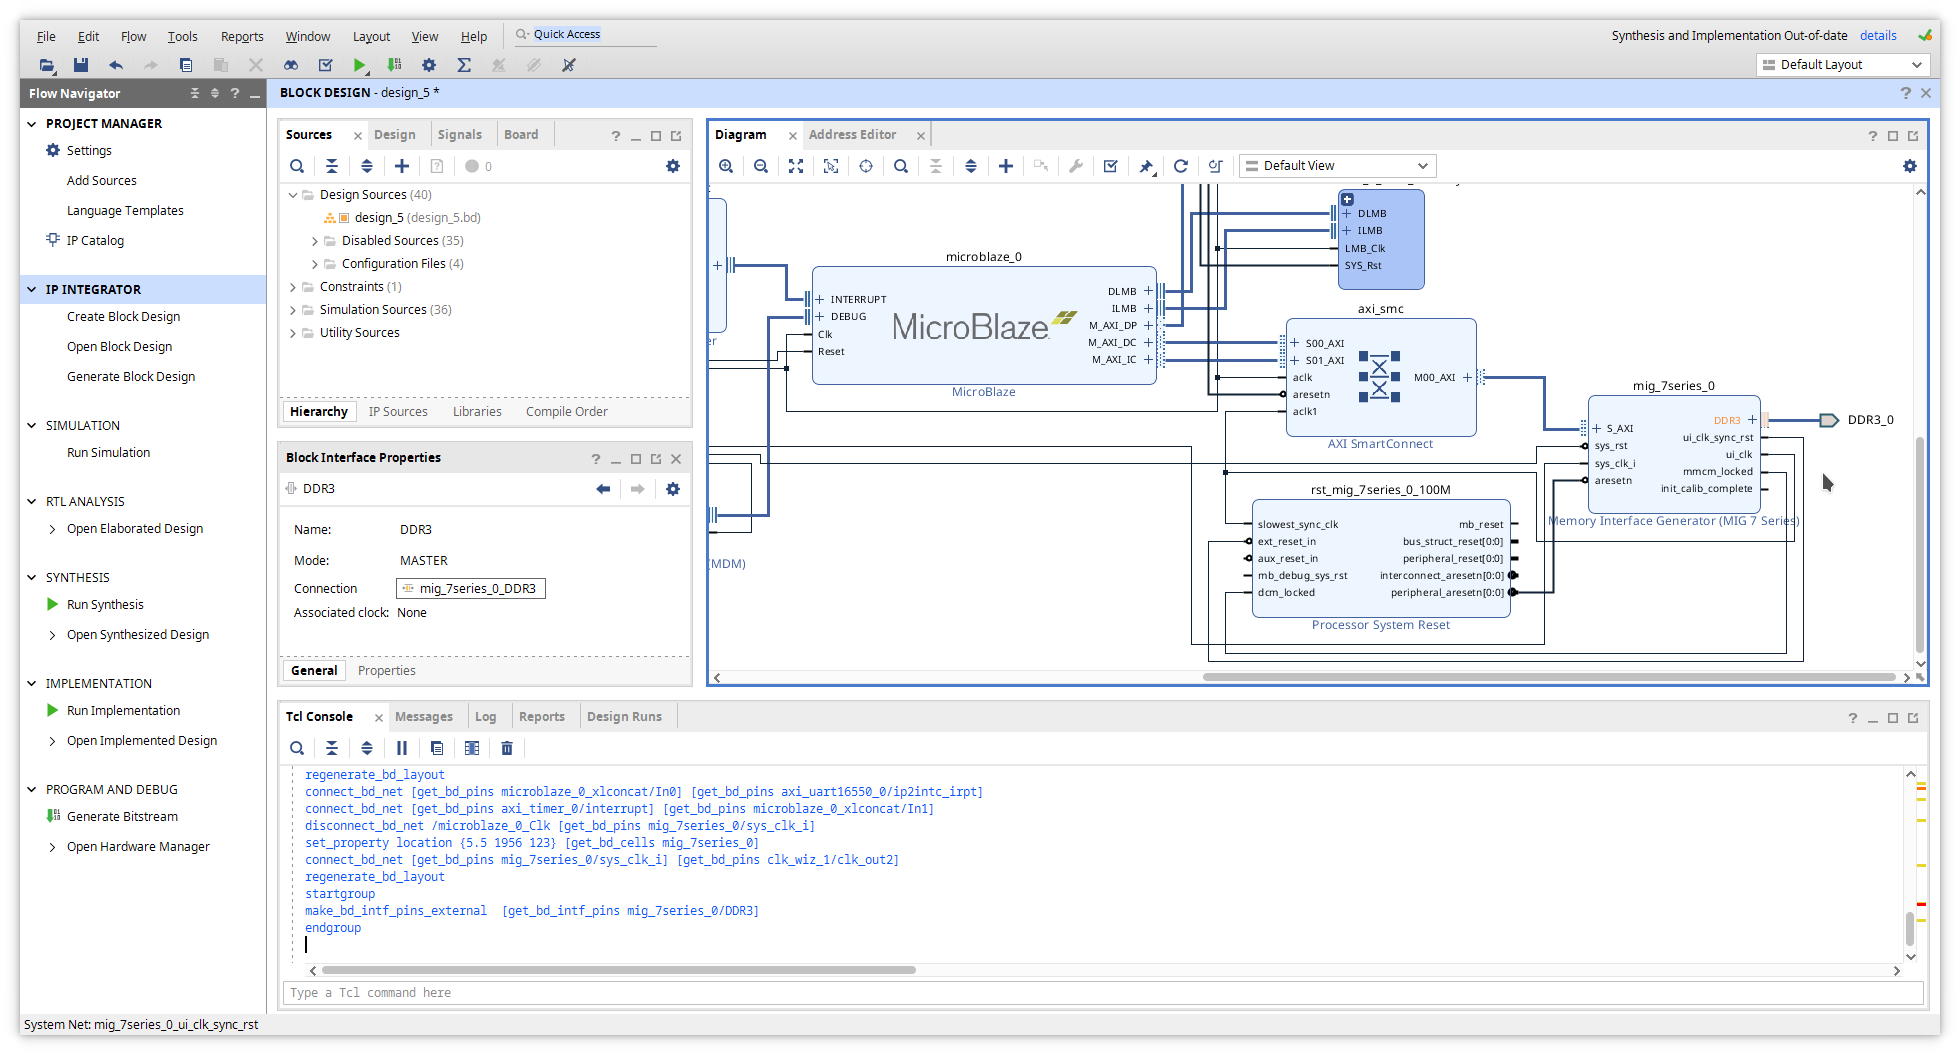 File Edit Flow Tools Reports Window Layout View Help Quick Access
Synthesis and Implementation Out-of-date details
Default Layout
Flow Navigator
PROJECT MANAGER
Settings
Add Sources
Language Templates
IP Catalog
IP INTEGRATOR
Create Block Design
Open Block Design
Generate Block Design
SIMULATION
Run Simulation
RTL ANALYSIS
Open Elaborated Design
SYNTHESIS
Run Synthesis
Open Synthesized Design
IMPLEMENTATION
Run Implementation
Open Implemented Design
PROGRAM AND DEBUG
Generate Bitstream
Open Hardware Manager
BLOCK DESIGN - design_5 *
Sources Design Signals Board
0
Design Sources (40)
design_5 (design_5.bd)
Disabled Sources (35)
Configuration Files (4)
Constraints (1)
Simulation Sources (36)
Utility Sources
Hierarchy IP Sources Libraries Compile Order
Block Interface Properties
DDR3
Name: DDR3
Mode: MASTER
Connection mig_7series_0_DDR3
Associated clock: None
General Properties
Diagram Address Editor
Default View
er
(MDM)
microblaze_0
INTERRUPT
DEBUG
Clk
Reset
MicroBlaze
DLMB
ILMB
M_AXI_DP
M_AXI_DC
M_AXI_IC
MicroBlaze
DLMB
ILMB
LMB_Clk
SYS_Rst
axi_smc
S00_AXI
S01_AXI
aclk
aresetn
aclk1
M00_AXI
AXI SmartConnect
mig_7series_0
S_AXI
sys_rst
sys_clk_i
aresetn
DDR3
ui_clk_sync_rst
ui_clk
mmcm_locked
init_calib_complete
Memory Interface Generator (MIG 7 Series)
DDR3_0
rst_mig_7series_0_100M
slowest_sync_clk
ext_reset_in
aux_reset_in
mb_debug_sys_rst
dcm_locked
mb_reset
bus_struct_reset[0:0]
peripheral_reset[0:0]
interconnect_aresetn[0:0]
peripheral_aresetn[0:0]
Processor System Reset
Tcl Console Messages Log Reports Design Runs
regenerate_bd_layout
connect_bd_net [get_bd_pins microblaze_0_xlconcat/In0] [get_bd_pins axi_uart16550_0/ip2intc_irpt]
connect_bd_net [get_bd_pins axi_timer_0/interrupt] [get_bd_pins microblaze_0_xlconcat/In1]
disconnect_bd_net /microblaze_0_Clk [get_bd_pins mig_7series_0/sys_clk_i]
set_property location {5.5 1956 123} [get_bd_cells mig_7series_0]
connect_bd_net [get_bd_pins mig_7series_0/sys_clk_i] [get_bd_pins clk_wiz_1/clk_out2]
regenerate_bd_layout
startgroup
make_bd_intf_pins_external  [get_bd_intf_pins mig_7series_0/DDR3]
endgroup
Type a Tcl command here
System Net: mig_7series_0_ui_clk_sync_rst